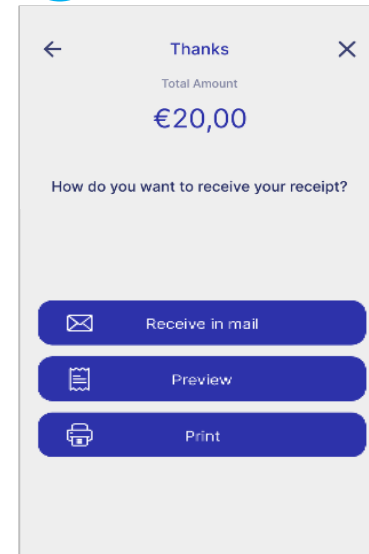 Thanks
Total Amount
€20,00
How do you want to receive your receipt?
Receive in mail
Preview
Print